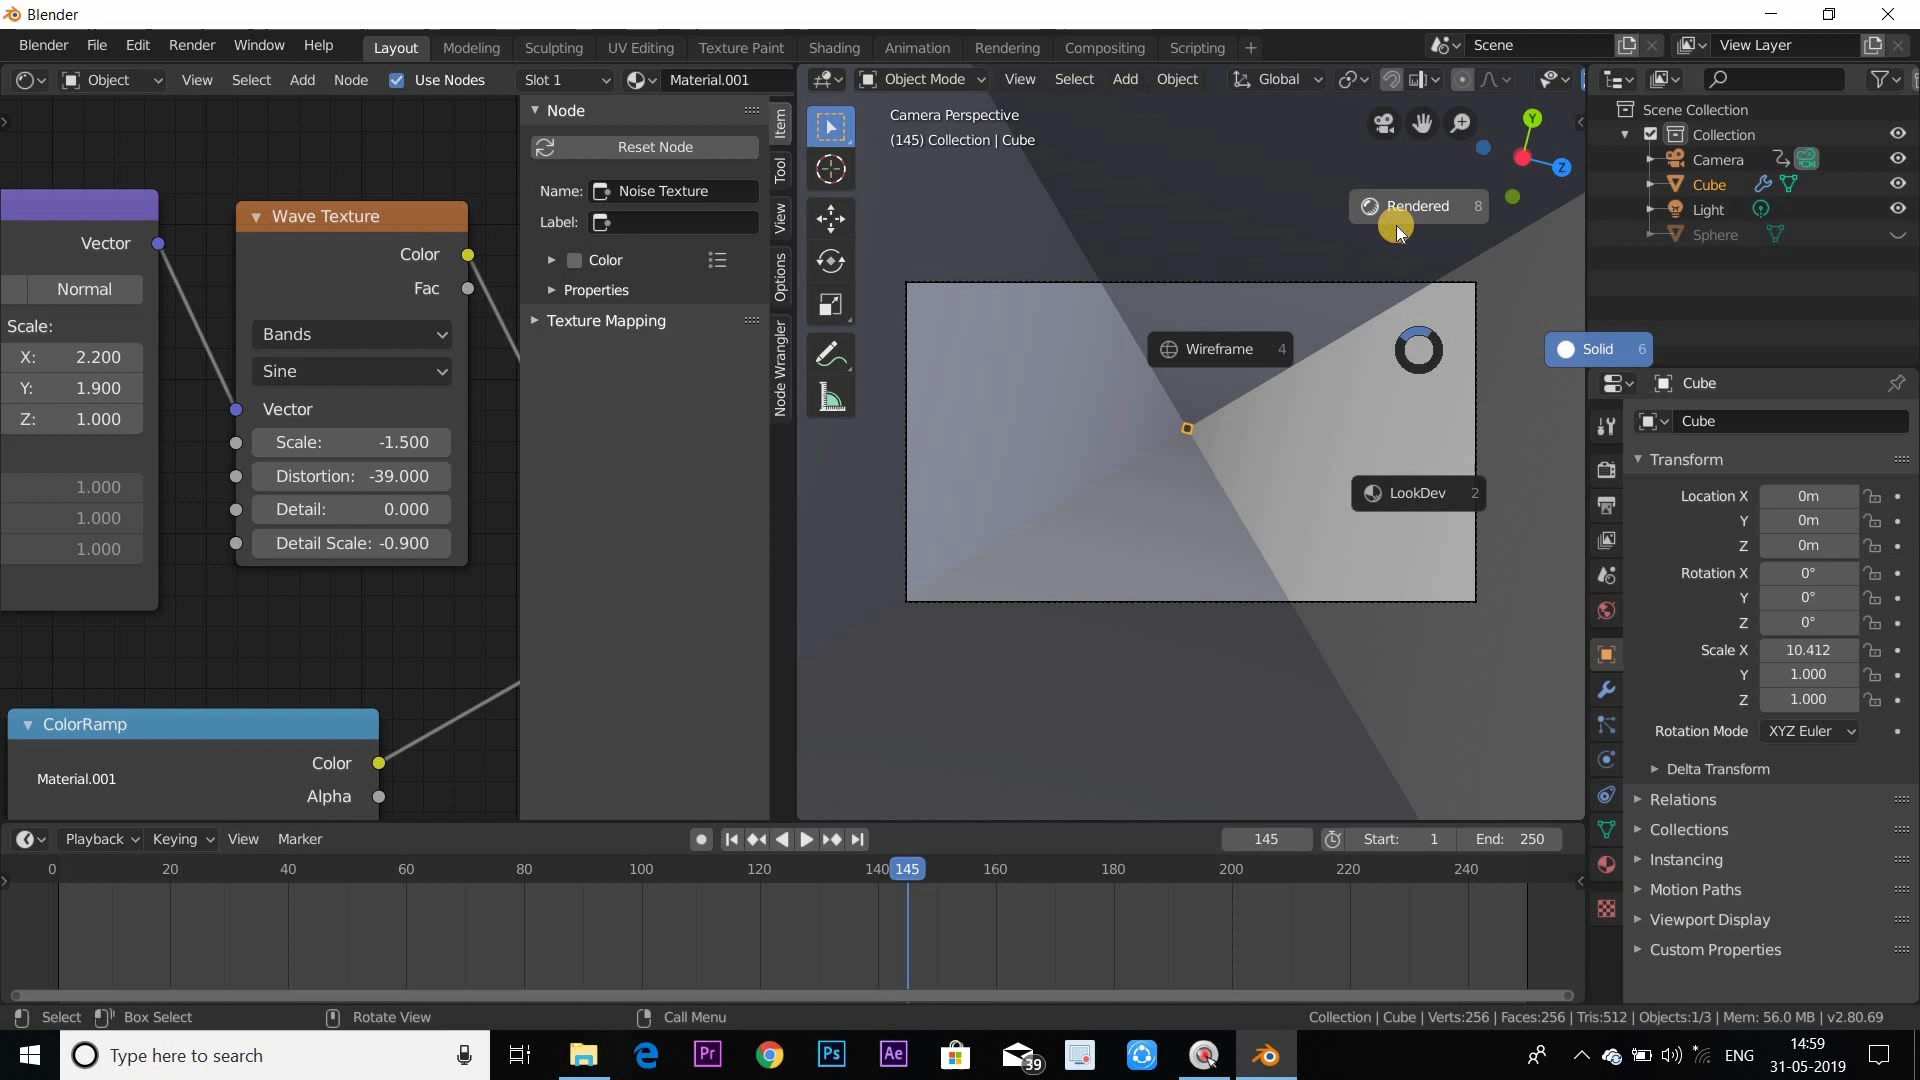 Blender
Blender File Edit Render Window Help Layout Modeling Sculpting UV Editing Texture Paint Shading Animation Rendering Compositing Scripting + Scene View Layer
Object View Select Add Node Use Nodes Slot 1 Material.001 Object Mode View Select Add Object Global
Node
Reset Node
Name: Noise Texture
Label:
Color
Properties
Texture Mapping
Item
Tool
View
Options
Node Wrangler
Vector
Normal
Scale:
X: 2.200
Y: 1.900
Z: 1.000
1.000
1.000
1.000
Wave Texture
Color
Fac
Bands
Sine
Vector
Scale: -1.500
Distortion: -39.000
Detail: 0.000
Detail Scale: -0.900
ColorRamp
Color
Material.001
Alpha
Camera Perspective
(145) Collection | Cube
Y
Z
Rendered 8
Wireframe 4
Solid 6
LookDev 2
Scene Collection
Collection
Camera
Cube
Light
Sphere
Cube
Cube
Transform
Location X 0m
Y 0m
Z 0m
Rotation X 0°
Y 0°
Z 0°
Scale X 10.412
Y 1.000
Z 1.000
Rotation Mode XYZ Euler
Delta Transform
Relations
Collections
Instancing
Motion Paths
Viewport Display
Custom Properties
Playback Keying View Marker 145 Start: 1 End: 250
0 20 40 60 80 100 120 140 145 160 180 200 220 240
Select Box Select Rotate View Call Menu Collection | Cube | Verts:256 | Faces:256 | Tris:512 | Objects:1/3 | Mem: 56.0 MB | v2.80.69
Type here to search Pr Ps Ae 39 ENG
14:59
31-05-2019